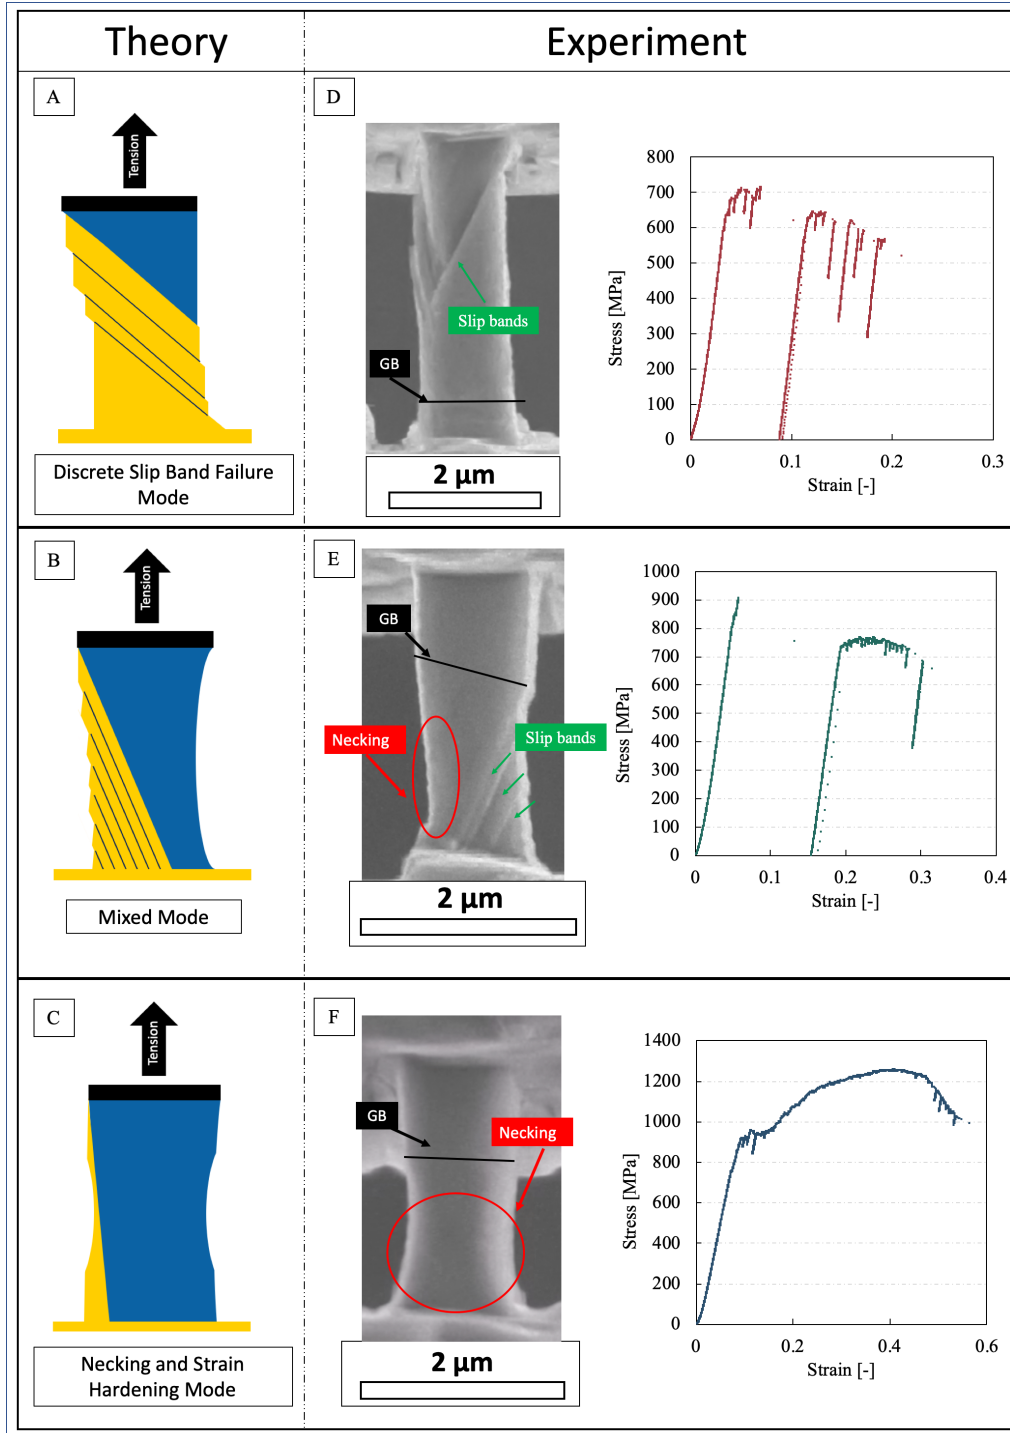 Theory
Experiment
A
Tension
Discrete Slip Band Failure
Mode
D
Slip bands
GB
2 μm
800
700
600
500
400
300
200
100
0
Stress [MPa]
0
0.1
0.2
0.3
Strain [-]
B
Tension
Mixed Mode
E
GB
Necking
Slip bands
2 μm
1000
900
800
700
600
500
400
300
200
100
0
Stress [MPa]
0
0.1
0.2
0.3
0.4
Strain [-]
C
Tension
Necking and Strain
Hardening Mode
F
GB
Necking
2 μm
1400
1200
1000
800
600
400
200
0
Stress [MPa]
0
0.2
0.4
0.6
Strain [-]